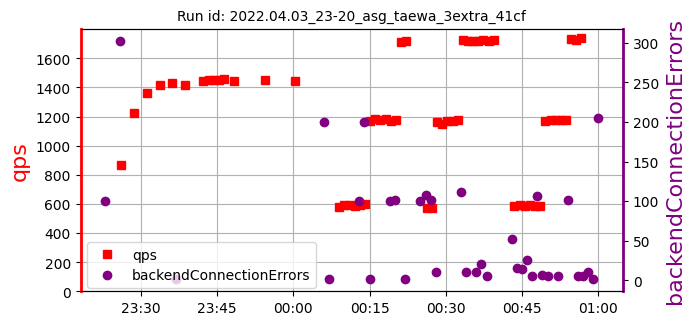 Run id: 2022.04.03_23-20_asg_taewa_3extra_41cf
qps
1600
1400
1200
1000
800
600
400
200
0
300
250
200
150
100
50
0
backendConnectionErrors
qps
backendConnectionErrors
23:30 23:45 00:00 00:15 00:30 00:45 01:00